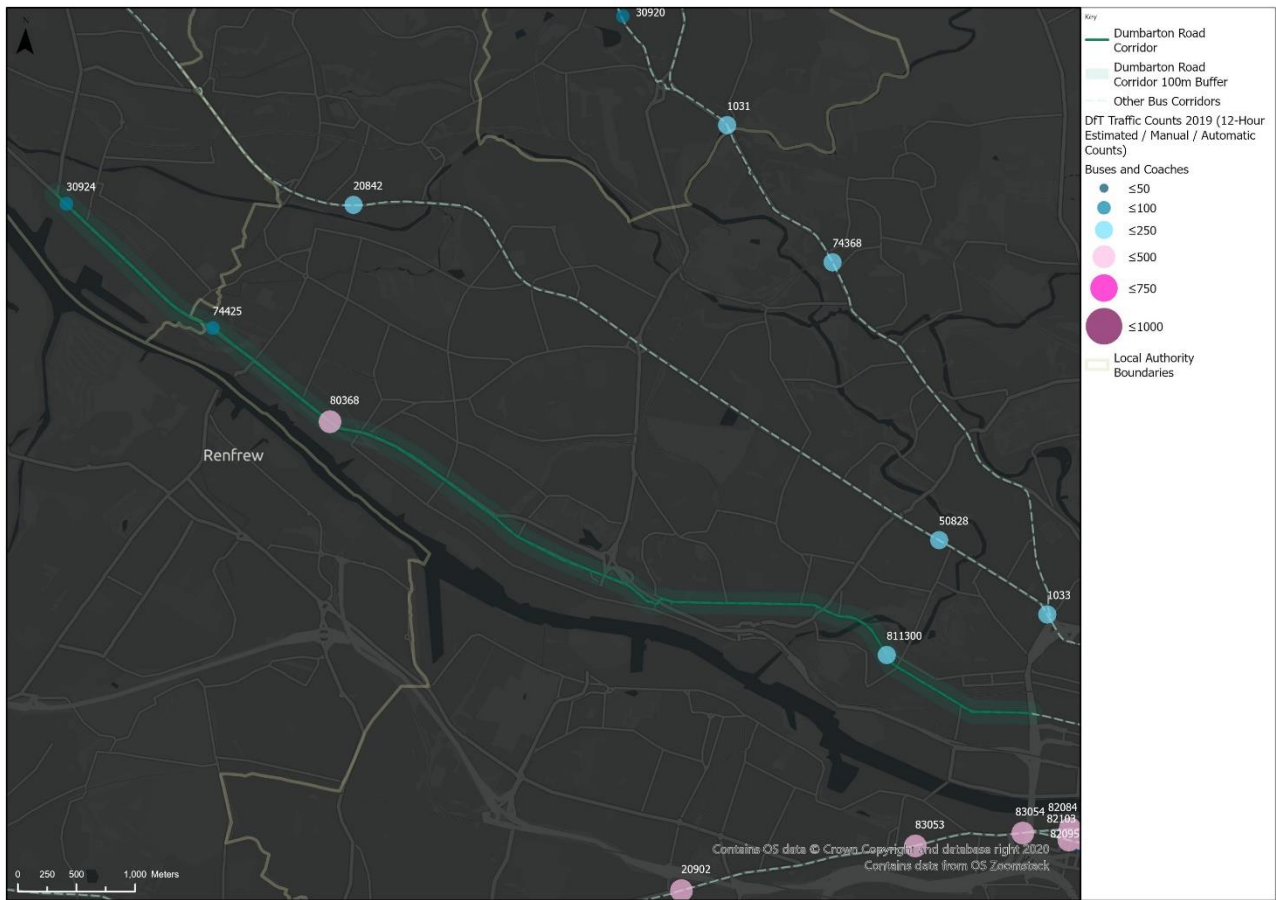 N
30920
1031
30924
20842
74368
74425
80368
Renfrew
50828
1033
811300
83054
82084
82103
82095
83053
20902
Contains OS data © Crown Copyright and database right 2020
Contains data from OS Zoomstack
0 250 500 1,000 Meters
Key
Dumbarton Road
Corridor
Dumbarton Road
Corridor 100m Buffer
Other Bus Corridors
DfT Traffic Counts 2019 (12-Hour
Estimated / Manual / Automatic
Counts)
Buses and Coaches
≤50
≤100
≤250
≤500
≤750
≤1000
Local Authority
Boundaries